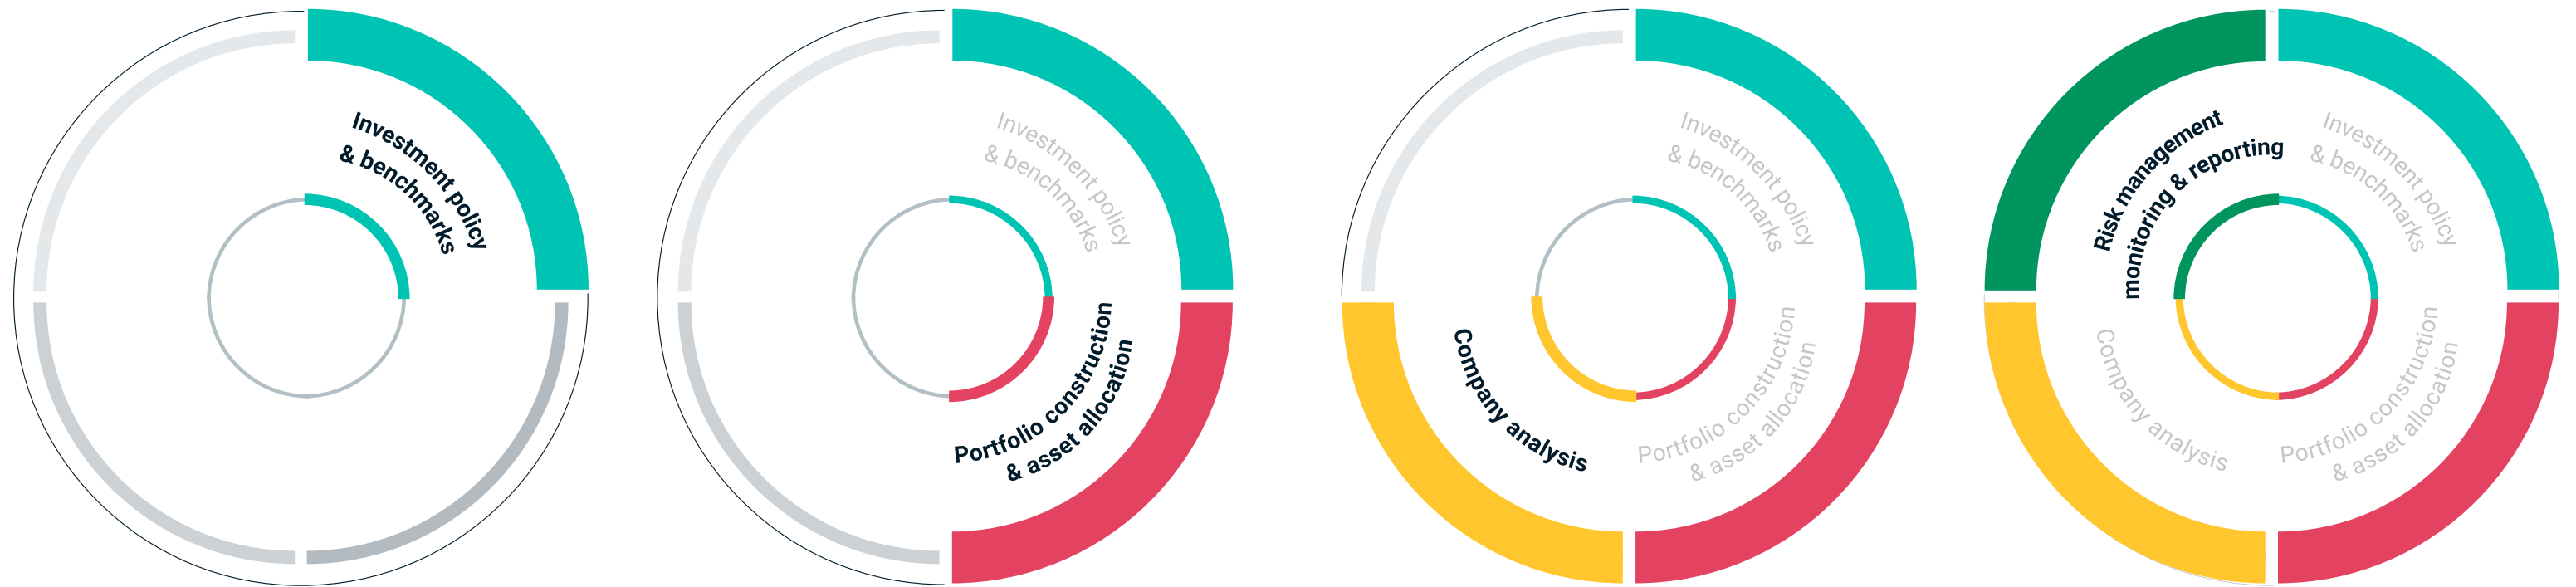 Investment policy
& benchmarks
Investment policy
& benchmarks
Portfolio construction
& asset allocation
Investment policy
& benchmarks
Portfolio construction
& asset allocation
Company analysis
Risk management
monitoring & reporting
Investment policy
& benchmarks
Company analysis
Portfolio construction
& asset allocation